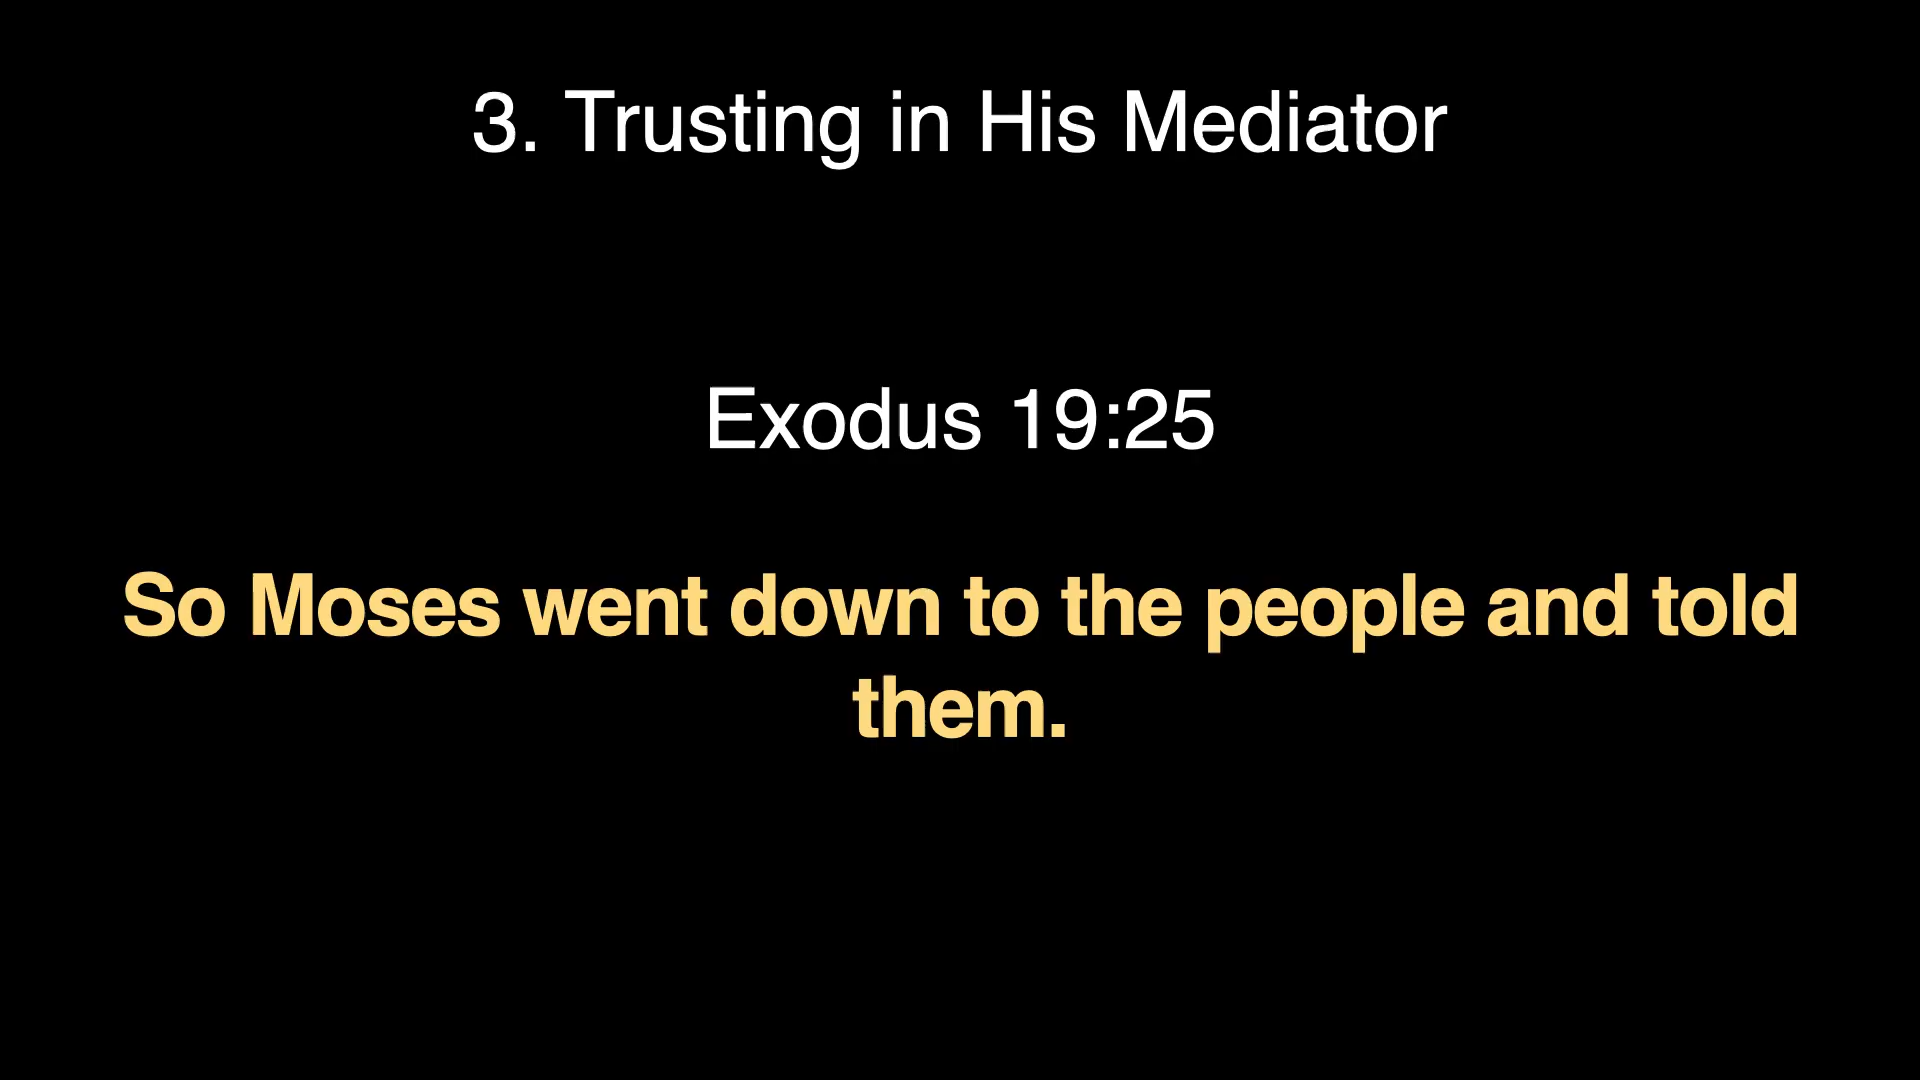 3. Trusting in His Mediator
Exodus 19:25
So Moses went down to the people and told
them.